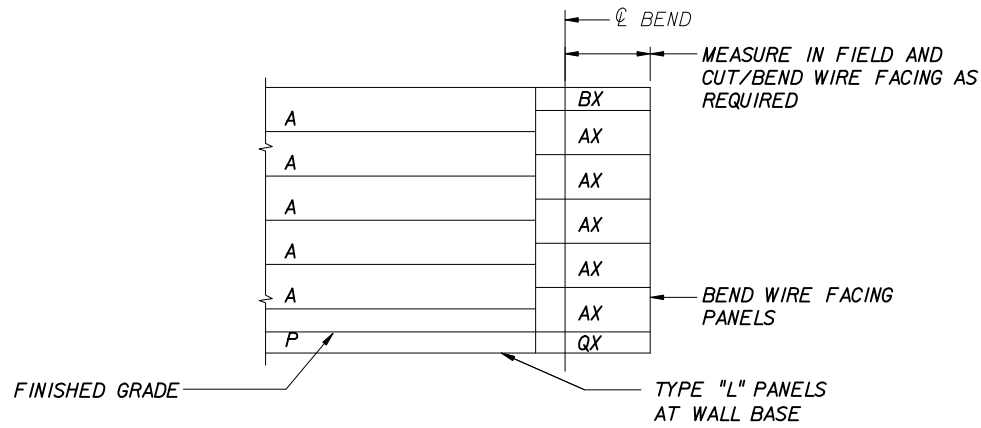 ℄ BEND
MEASURE IN FIELD AND
CUT/BEND WIRE FACING AS
REQUIRED
BX
A
AX
A
AX
A
AX
A
AX
A
AX
BEND WIRE FACING
PANELS
P
QX
FINISHED GRADE
TYPE "L" PANELS
AT WALL BASE